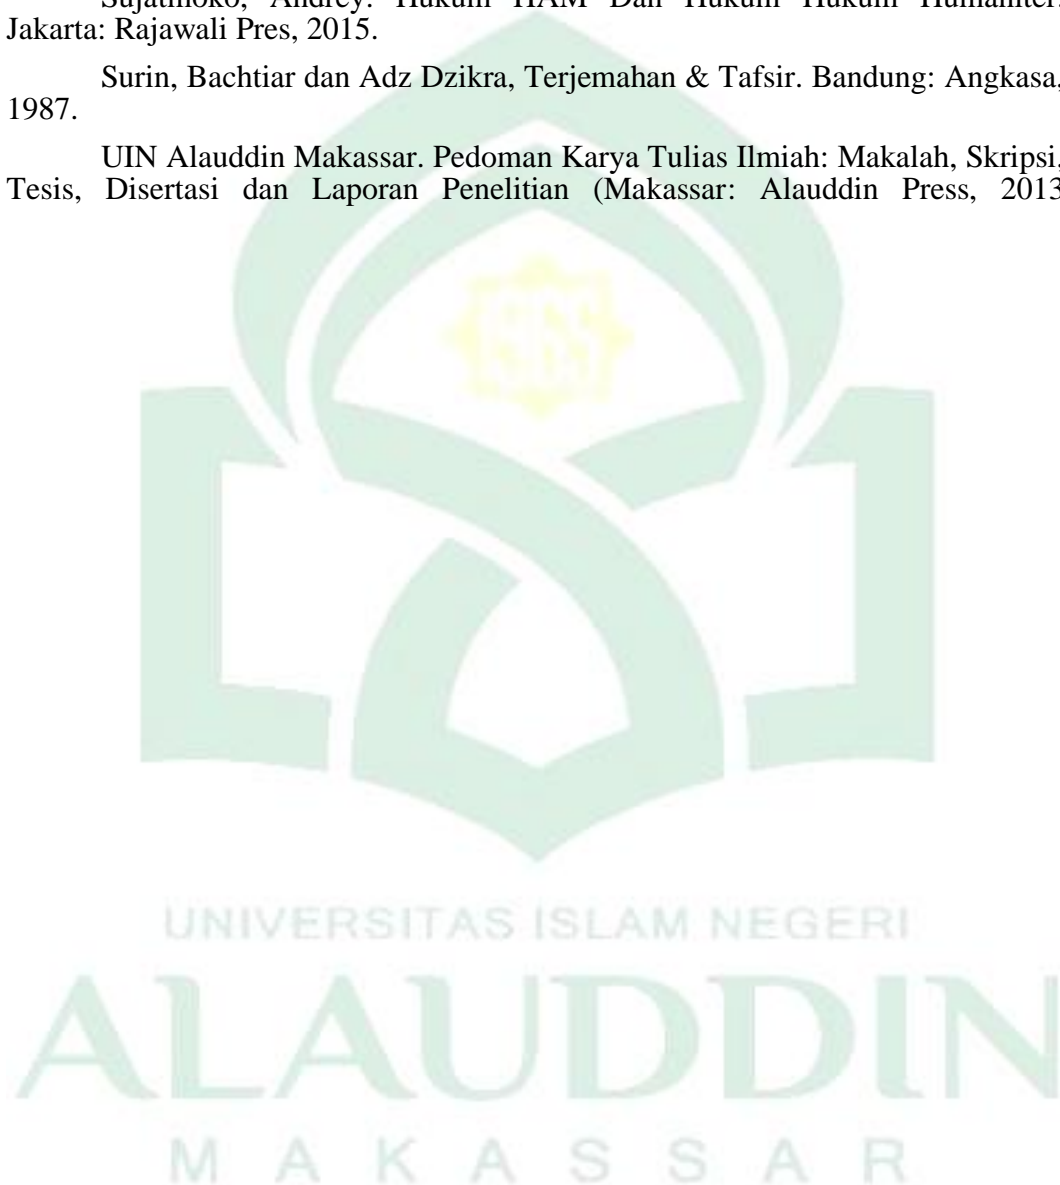 Sujatmoko, Andrey. Hukum HAM Dan Hukum Hukum Humaniter.
Jakarta: Rajawali Pres, 2015.
Surin, Bachtiar dan Adz Dzikra, Terjemahan & Tafsir. Bandung: Angkasa,
1987.
UIN Alauddin Makassar. Pedoman Karya Tulias Ilmiah: Makalah, Skripsi,
Tesis, Disertasi dan Laporan Penelitian (Makassar: Alauddin Press, 2013
UNIVERSITAS ISLAM NEGERI
ALAUDDIN
MAKASSAR